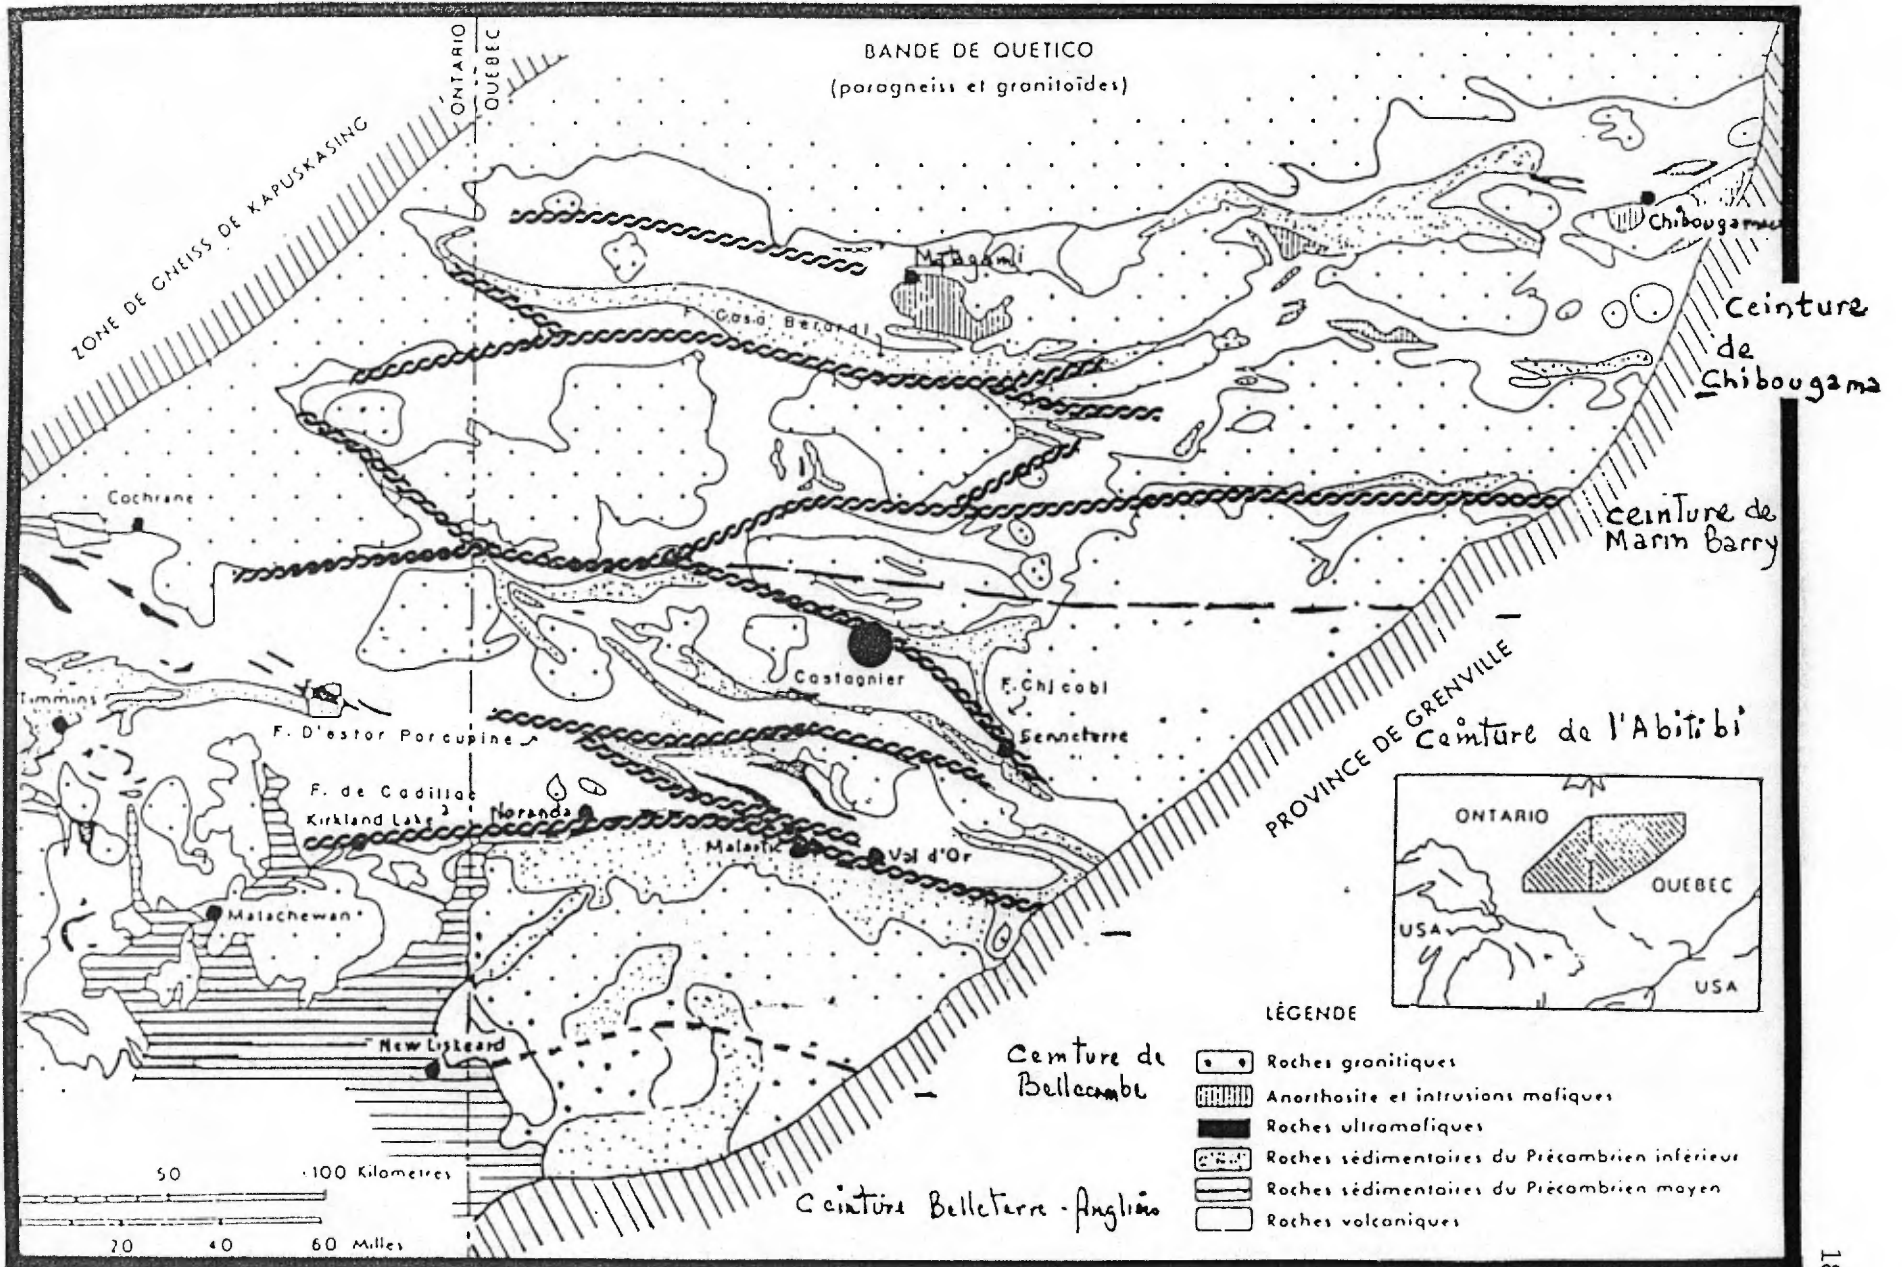 ONTARIO
QUÉBEC
BANDE DE QUETICO
(paragneiss et granitoïdes)
ZONE DE GNEISS DE KAPUSKASING
Chibougamau
Matagami
F. Casa Berardi
Ceinture
de
Chibougama
Cochrane
Ceinture de
Marin Barry
Castagnier
F. Chicobi
Timmins
F. D'estor Porcupine
Senneterre
PROVINCE DE GRENVILLE
Ceinture de l'Abitibi
F. de Cadillac
Kirkland Lake
Noranda
Malartic
Val d'Or
ONTARIO
QUEBEC
USA
USA
Matachewan
New Liskeard
Ceinture de
Bellecombe
LÉGENDE
Roches granitiques
Anorthosite et intrusions mafiques
Roches ultramafiques
Roches sédimentaires du Précambrien inférieur
Roches sédimentaires du Précambrien moyen
Roches volcaniques
50 100 Kilometres
20 40 60 Milles
Ceinture Belleterre - Angliers
18